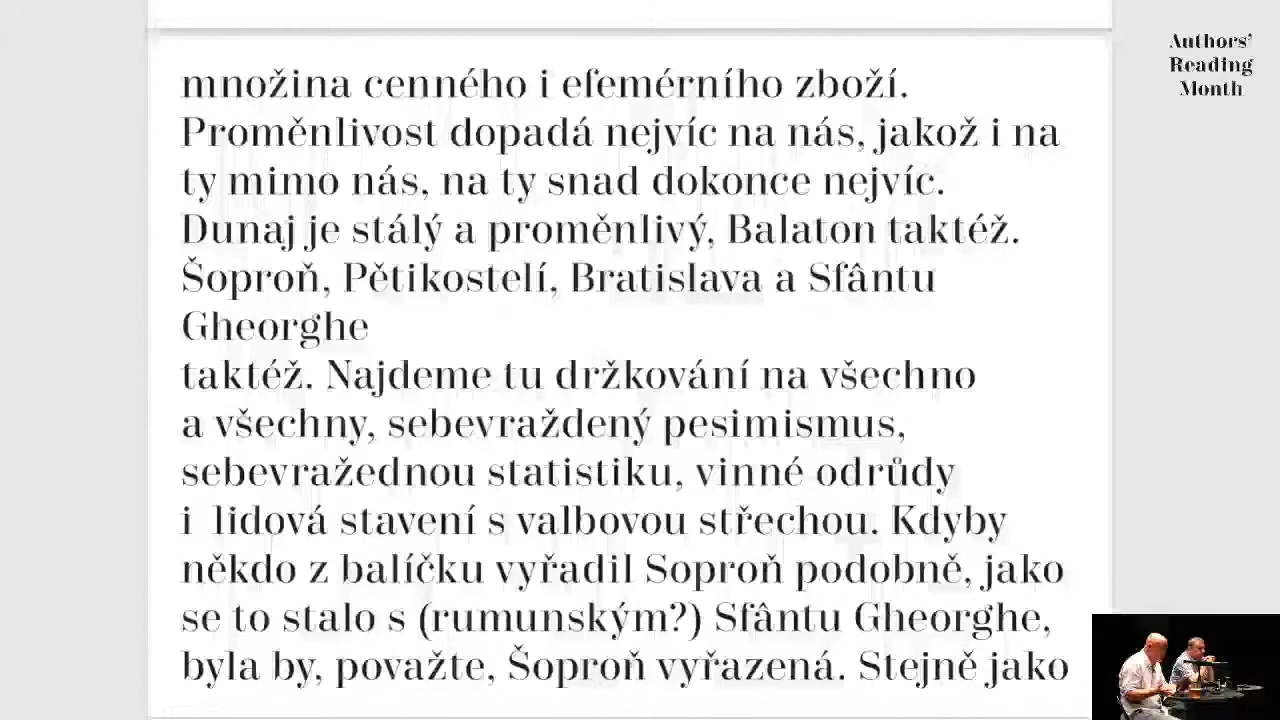 množina cenného i efemérního zboží.
Proměnlivost dopadá nejvíc na nás, jakož i na
ty mimo nás, na ty snad dokonce nejvíc.
Dunaj je stálý a proměnlivý, Balaton taktéž.
Šoproň, Pětikostelí, Bratislava a Sfântu
Gheorghe
taktéž. Najdeme tu držkování na všechno
a všechny, sebevraždený pesimismus,
sebevražednou statistiku, vinné odrůdy
i  lidová stavení s valbovou střechou. Kdyby
někdo z balíčku vyřadil Soproň podobně, jako
se to stalo s (rumunským?) Sfântu Gheorghe,
byla by, považte, Šoproň vyřazená. Stejně jako
Authors'
Reading
Month